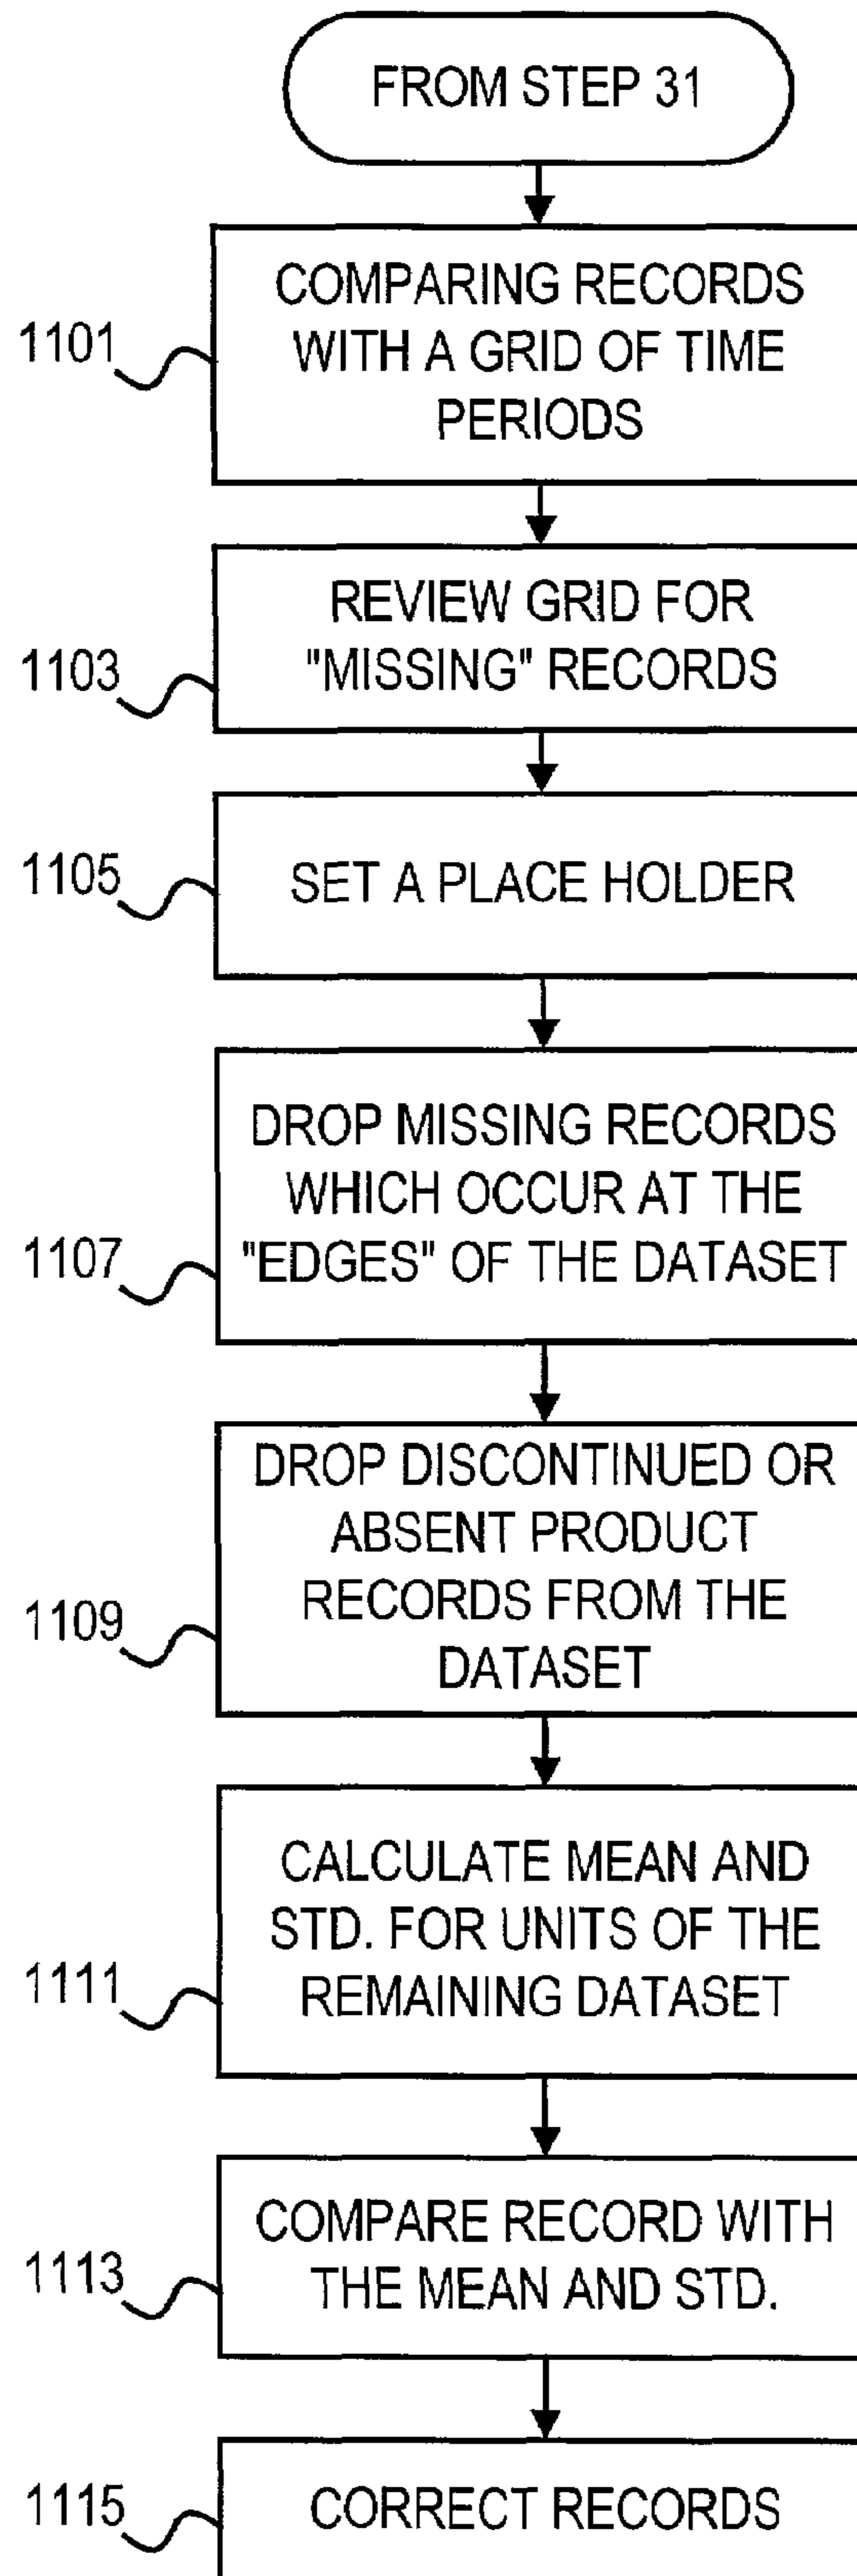 FROM STEP 31
COMPARING RECORDS
WITH A GRID OF TIME
PERIODS
1101
REVIEW GRID FOR
"MISSING" RECORDS
1103
SET A PLACE HOLDER
1105
DROP MISSING RECORDS
WHICH OCCUR AT THE
"EDGES" OF THE DATASET
1107
DROP DISCONTINUED OR
ABSENT PRODUCT
RECORDS FROM THE
DATASET
1109
CALCULATE MEAN AND
STD. FOR UNITS OF THE
REMAINING DATASET
1111
COMPARE RECORD WITH
THE MEAN AND STD.
1113
CORRECT RECORDS
1115